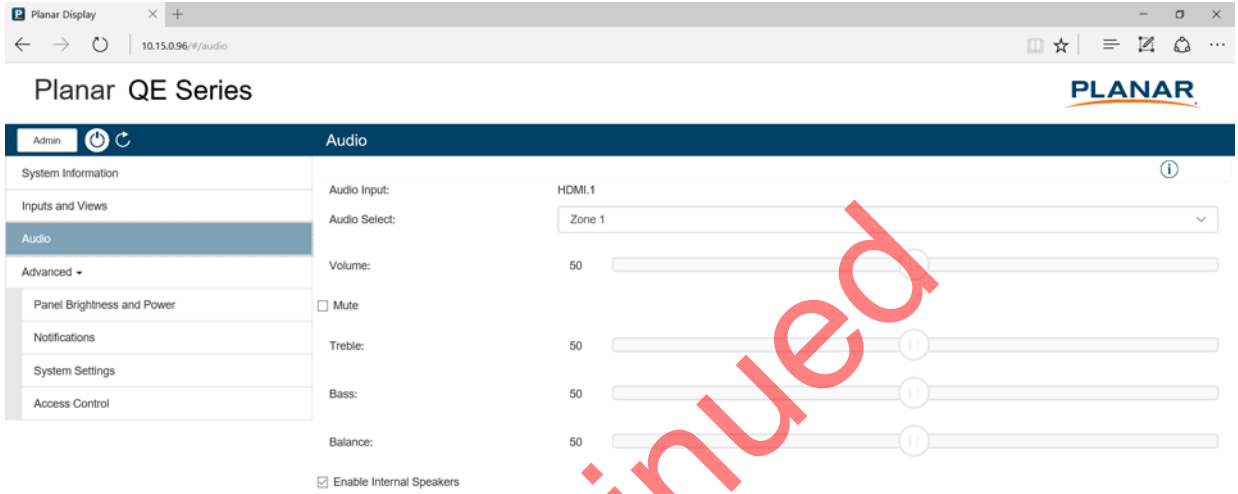 Planar Display
10.15.0.96/#/audio
Planar QE Series
PLANAR
Admin
Audio
System Information
Inputs and Views
Audio
Advanced
Panel Brightness and Power
Notifications
System Settings
Access Control
Audio Input: HDMI.1
Audio Select: Zone 1
Volume: 50
Mute
Treble: 50
Bass: 50
Balance: 50
Enable Internal Speakers
inued